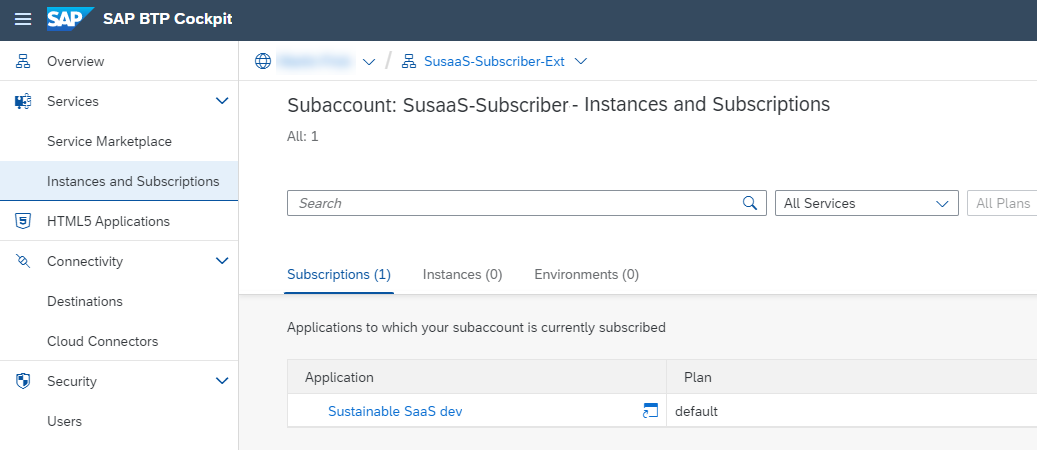 SAP SAP BTP Cockpit
Overview
Services
Service Marketplace
Instances and Subscriptions
HTML5 Applications
Connectivity
Destinations
Cloud Connectors
Security
Users
/ SusaaS-Subscriber-Ext
Subaccount: SusaaS-Subscriber - Instances and Subscriptions
All: 1
Search
All Services
All Plans
Subscriptions (1) Instances (0) Environments (0)
Applications to which your subaccount is currently subscribed
Application Plan
Sustainable SaaS dev default